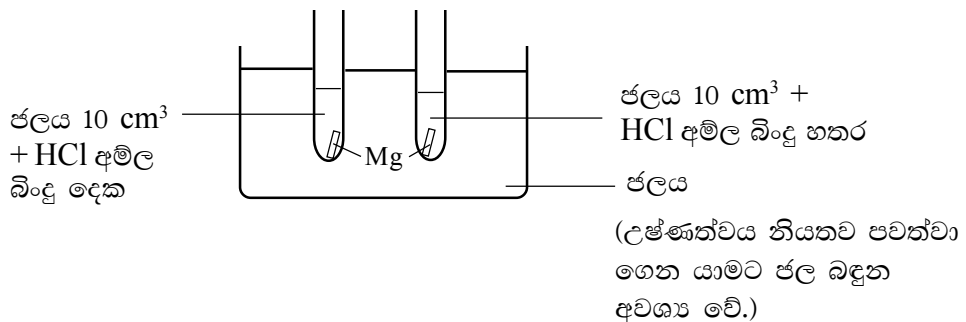 ජලය 10 cm³
+ HCl අම්ල
බිංදු දෙක
Mg
ජලය 10 cm³ +
HCl අම්ල බිංදු හතර
ජලය
(උෂ්ණත්වය නියතව පවත්වා
ගෙන යාමට ජල බඳුන
අවශ්‍ය වේ.)